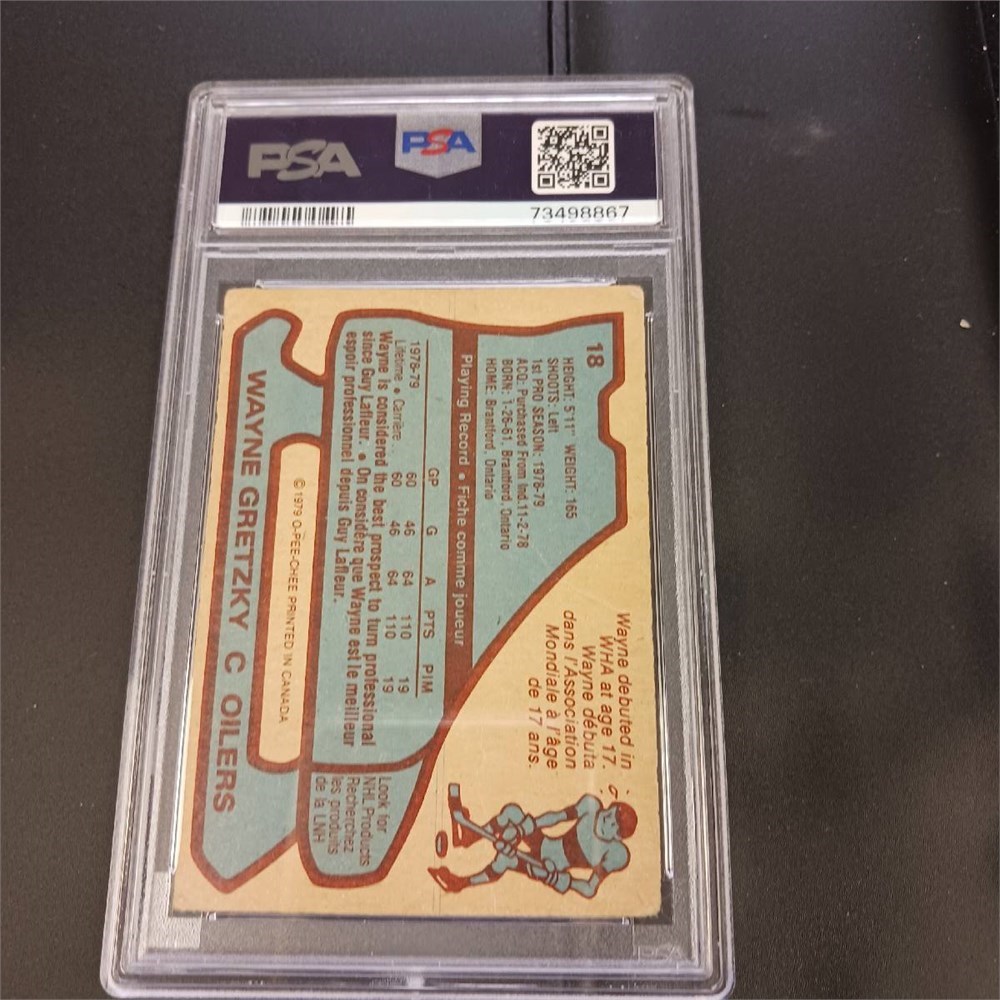 PSA
PSA
73498867
18
HEIGHT: 5'11" WEIGHT: 165
SHOOTS: Left
1st PRO SEASON: 1978-79
ACQ: Purchased From Ind. 11-2-78
BORN: 1-26-61, Brantford, Ontario
HOME: Brantford, Ontario
Wayne debuted in
WHA at age 17.
Wayne débuta
dans l'Association
Mondiale à l'âge
de 17 ans.
Playing Record • Fiche comme joueur
GP G A PTS PIM
1978-79 60 46 64 110 19
Lifetime • Carrière .. 60 46 64 110 19
Wayne is considered the best prospect to turn professional
since Guy Lafleur. • On considère que Wayne est le meilleur
espoir professionnel depuis Guy Lafleur.
Look for
NHL Products
Recherchez
les produits
de la LNH
© 1979 O-PEE-CHEE PRINTED IN CANADA
WAYNE GRETZKY C OILERS